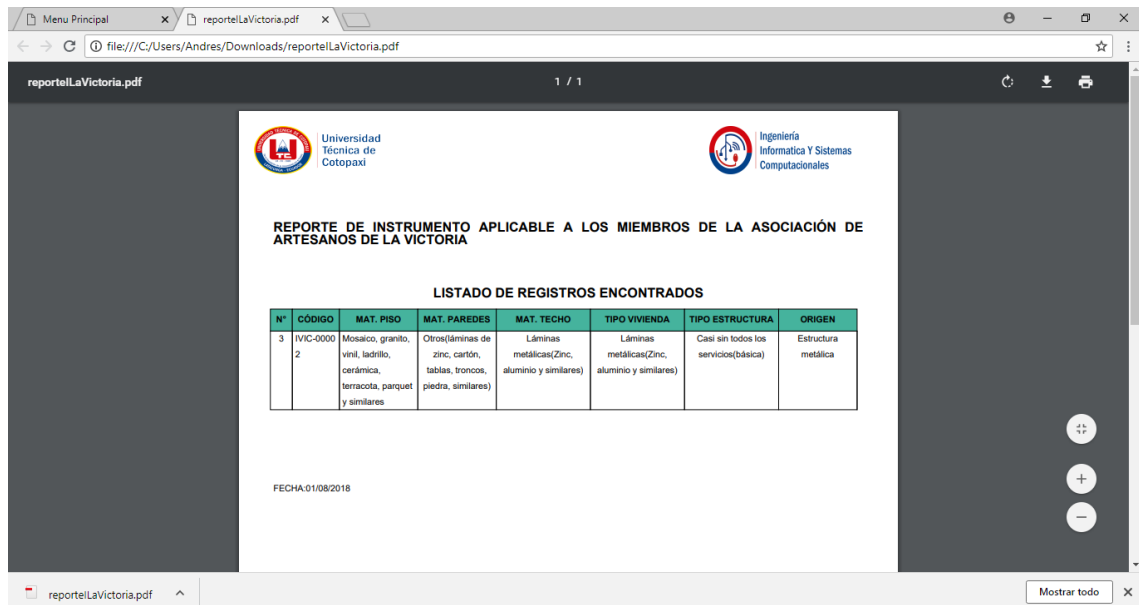 Menu Principal
reporteILaVictoria.pdf
file:///C:/Users/Andres/Downloads/reporteILaVictoria.pdf
reporteILaVictoria.pdf
1 / 1
Universidad
Técnica de
Cotopaxi
Ingeniería
Informatica Y Sistemas
Computacionales
REPORTE DE INSTRUMENTO APLICABLE A LOS MIEMBROS DE LA ASOCIACIÓN DE
ARTESANOS DE LA VICTORIA
LISTADO DE REGISTROS ENCONTRADOS
N° CÓDIGO MAT. PISO MAT. PAREDES MAT. TECHO TIPO VIVIENDA TIPO ESTRUCTURA ORIGEN
3 IVIC-0000 Mosaico, granito, Otros(láminas de Láminas Láminas Casi sin todos los Estructura
2 vinil, ladrillo, zinc, cartón, metálicas(Zinc, metálicas(Zinc, servicios(básica) metálica
cerámica, tablas, troncos, aluminio y similares) aluminio y similares)
terracota, parquet piedra, similares)
y similares
FECHA:01/08/2018
reporteILaVictoria.pdf
Mostrar todo